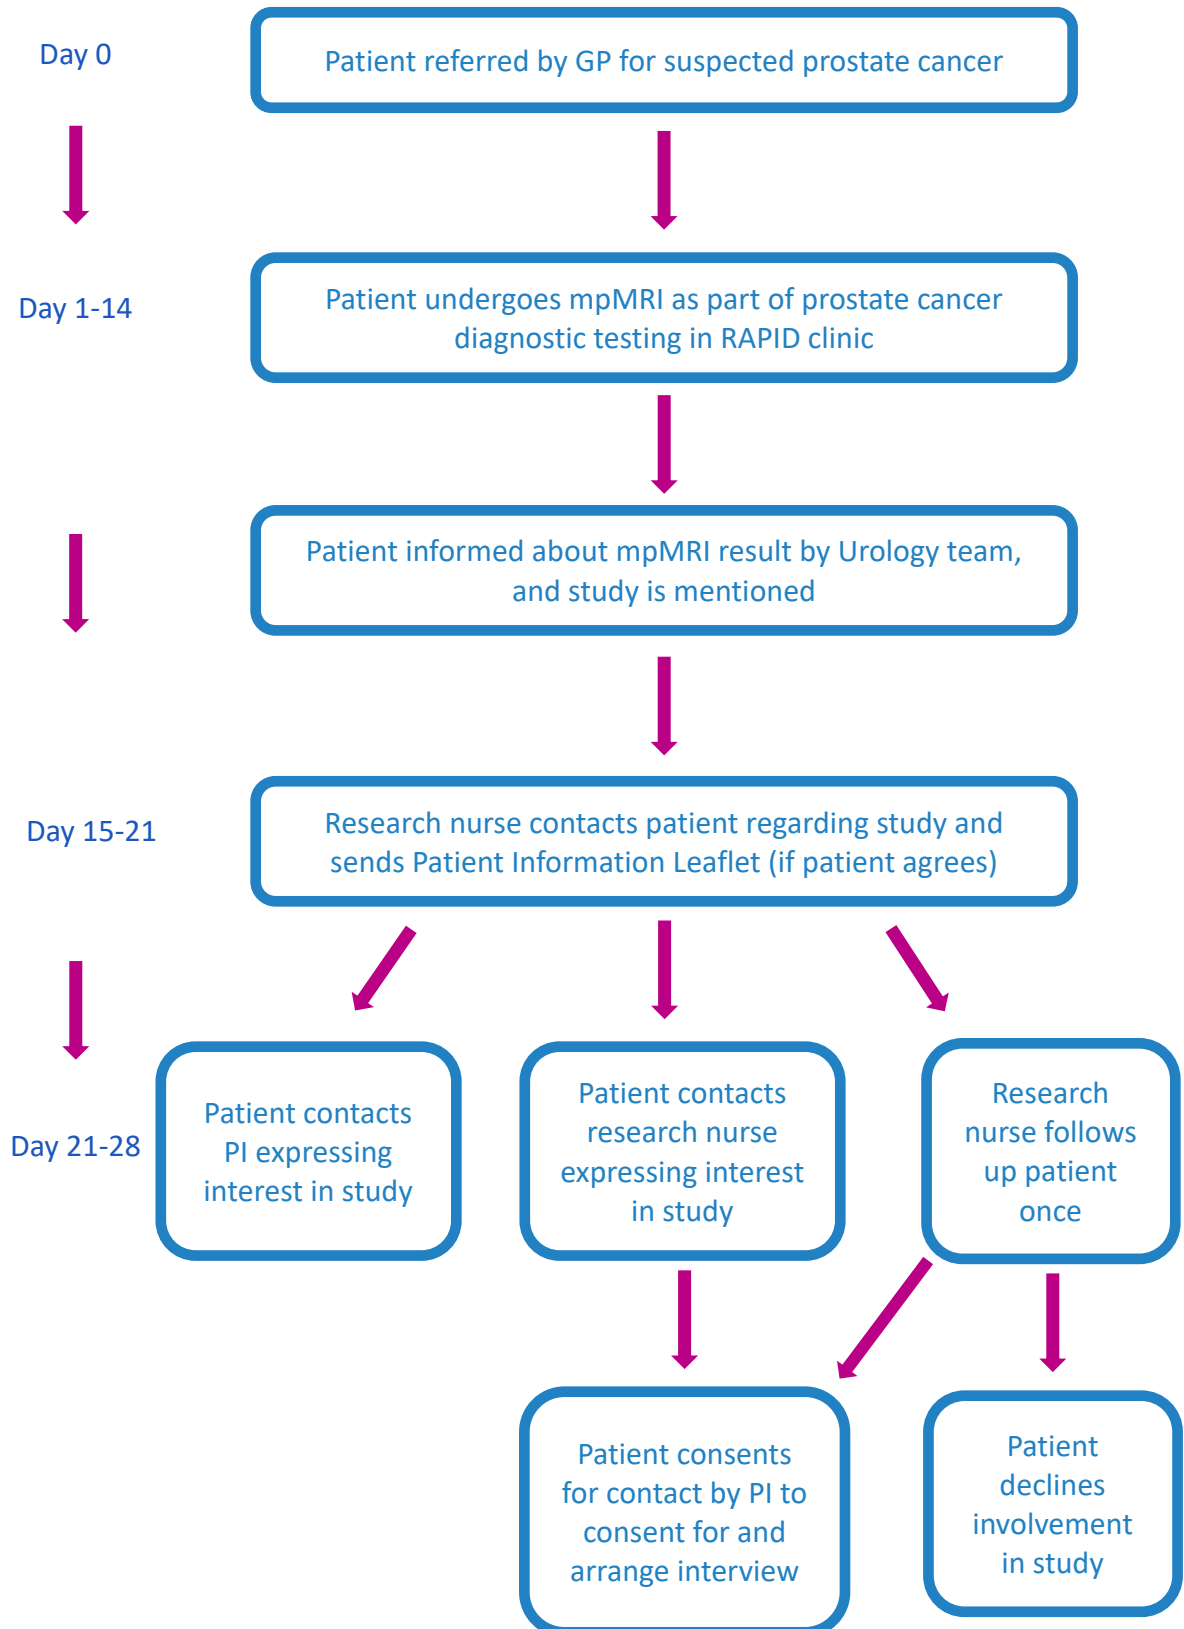 Day 0
Patient referred by GP for suspected prostate cancer
Day 1-14
Patient undergoes mpMRI as part of prostate cancer
diagnostic testing in RAPID clinic
Patient informed about mpMRI result by Urology team,
and study is mentioned
Day 15-21
Research nurse contacts patient regarding study and
sends Patient Information Leaflet (if patient agrees)
Day 21-28
Patient contacts
PI expressing
interest in study
Patient contacts
research nurse
expressing interest
in study
Research
nurse follows
up patient
once
Patient consents
for contact by PI to
consent for and
arrange interview
Patient
declines
involvement
in study